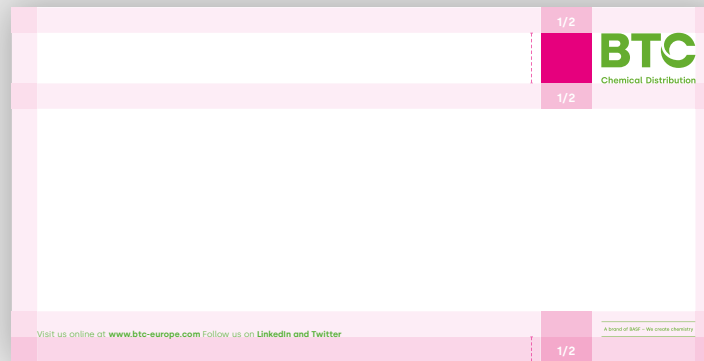 1/2
BTC
Chemical Distribution
1/2
Visit us online at www.btc-europe.com Follow us on LinkedIn and Twitter
A brand of BASF – We create chemistry
1/2